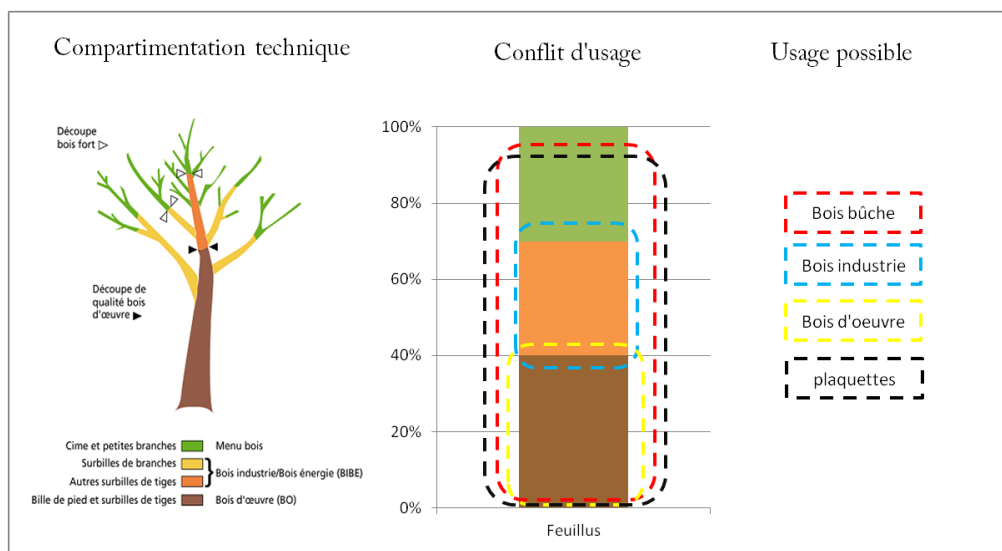 Compartimentation technique
Conflit d'usage
Usage possible
Découpe
bois fort
Découpe de
qualité bois
d'œuvre
Cime et petites branches
Menu bois
Surbilles de branches
Autres surbilles de tiges
Bois industrie/Bois énergie (BIBE)
Bille de pied et surbilles de tiges
Bois d'œuvre (BO)
100%
80%
60%
40%
20%
0%
Feuillus
Bois bûche
Bois industrie
Bois d'oeuvre
plaquettes